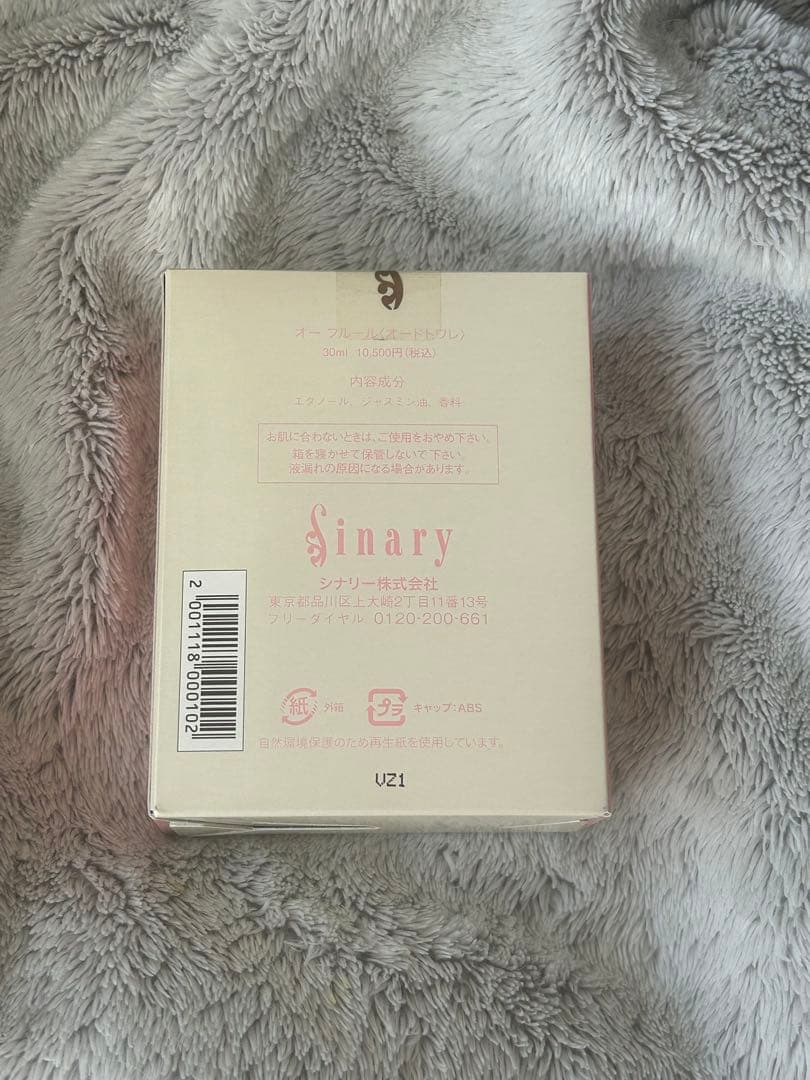 オー フルール〈オードトワレ〉
30ml 10,500円(税込)
内容成分
エタノール、ジャスミン油、香料
お肌に合わないときは、ご使用をおやめ下さい。
箱を寝かせて保管しないで下さい。
液漏れの原因になる場合があります。
Sinary
シナリー株式会社
東京都品川区上大崎2丁目11番13号
フリーダイヤル 0120-200-661
2 001118 000102
紙 外箱 プラ キャップ:ABS
自然環境保護のため再生紙を使用しています。
VZ1